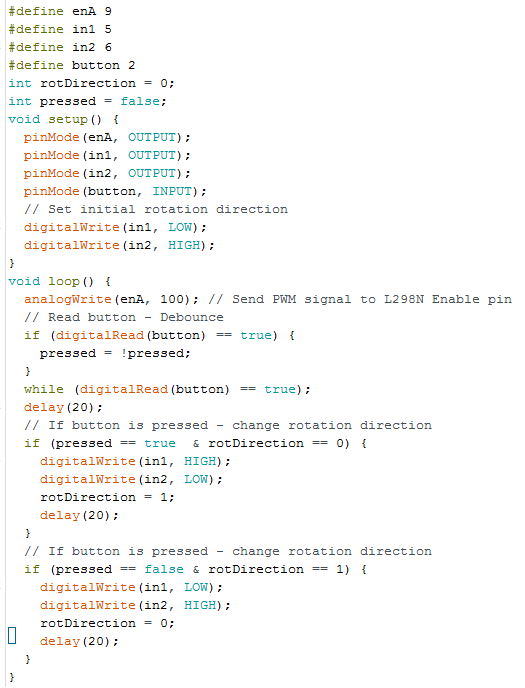 #define enA 9
#define in1 5
#define in2 6
#define button 2
int rotDirection = 0;
int pressed = false;
void setup() {
  pinMode(enA, OUTPUT);
  pinMode(in1, OUTPUT);
  pinMode(in2, OUTPUT);
  pinMode(button, INPUT);
  // Set initial rotation direction
  digitalWrite(in1, LOW);
  digitalWrite(in2, HIGH);
}
void loop() {
  analogWrite(enA, 100); // Send PWM signal to L298N Enable pin
  // Read button - Debounce
  if (digitalRead(button) == true) {
    pressed = !pressed;
  }
  while (digitalRead(button) == true);
  delay(20);
  // If button is pressed - change rotation direction
  if (pressed == true  & rotDirection == 0) {
    digitalWrite(in1, HIGH);
    digitalWrite(in2, LOW);
    rotDirection = 1;
    delay(20);
  }
  // If button is pressed - change rotation direction
  if (pressed == false & rotDirection == 1) {
    digitalWrite(in1, LOW);
    digitalWrite(in2, HIGH);
    rotDirection = 0;
    delay(20);
  }
}